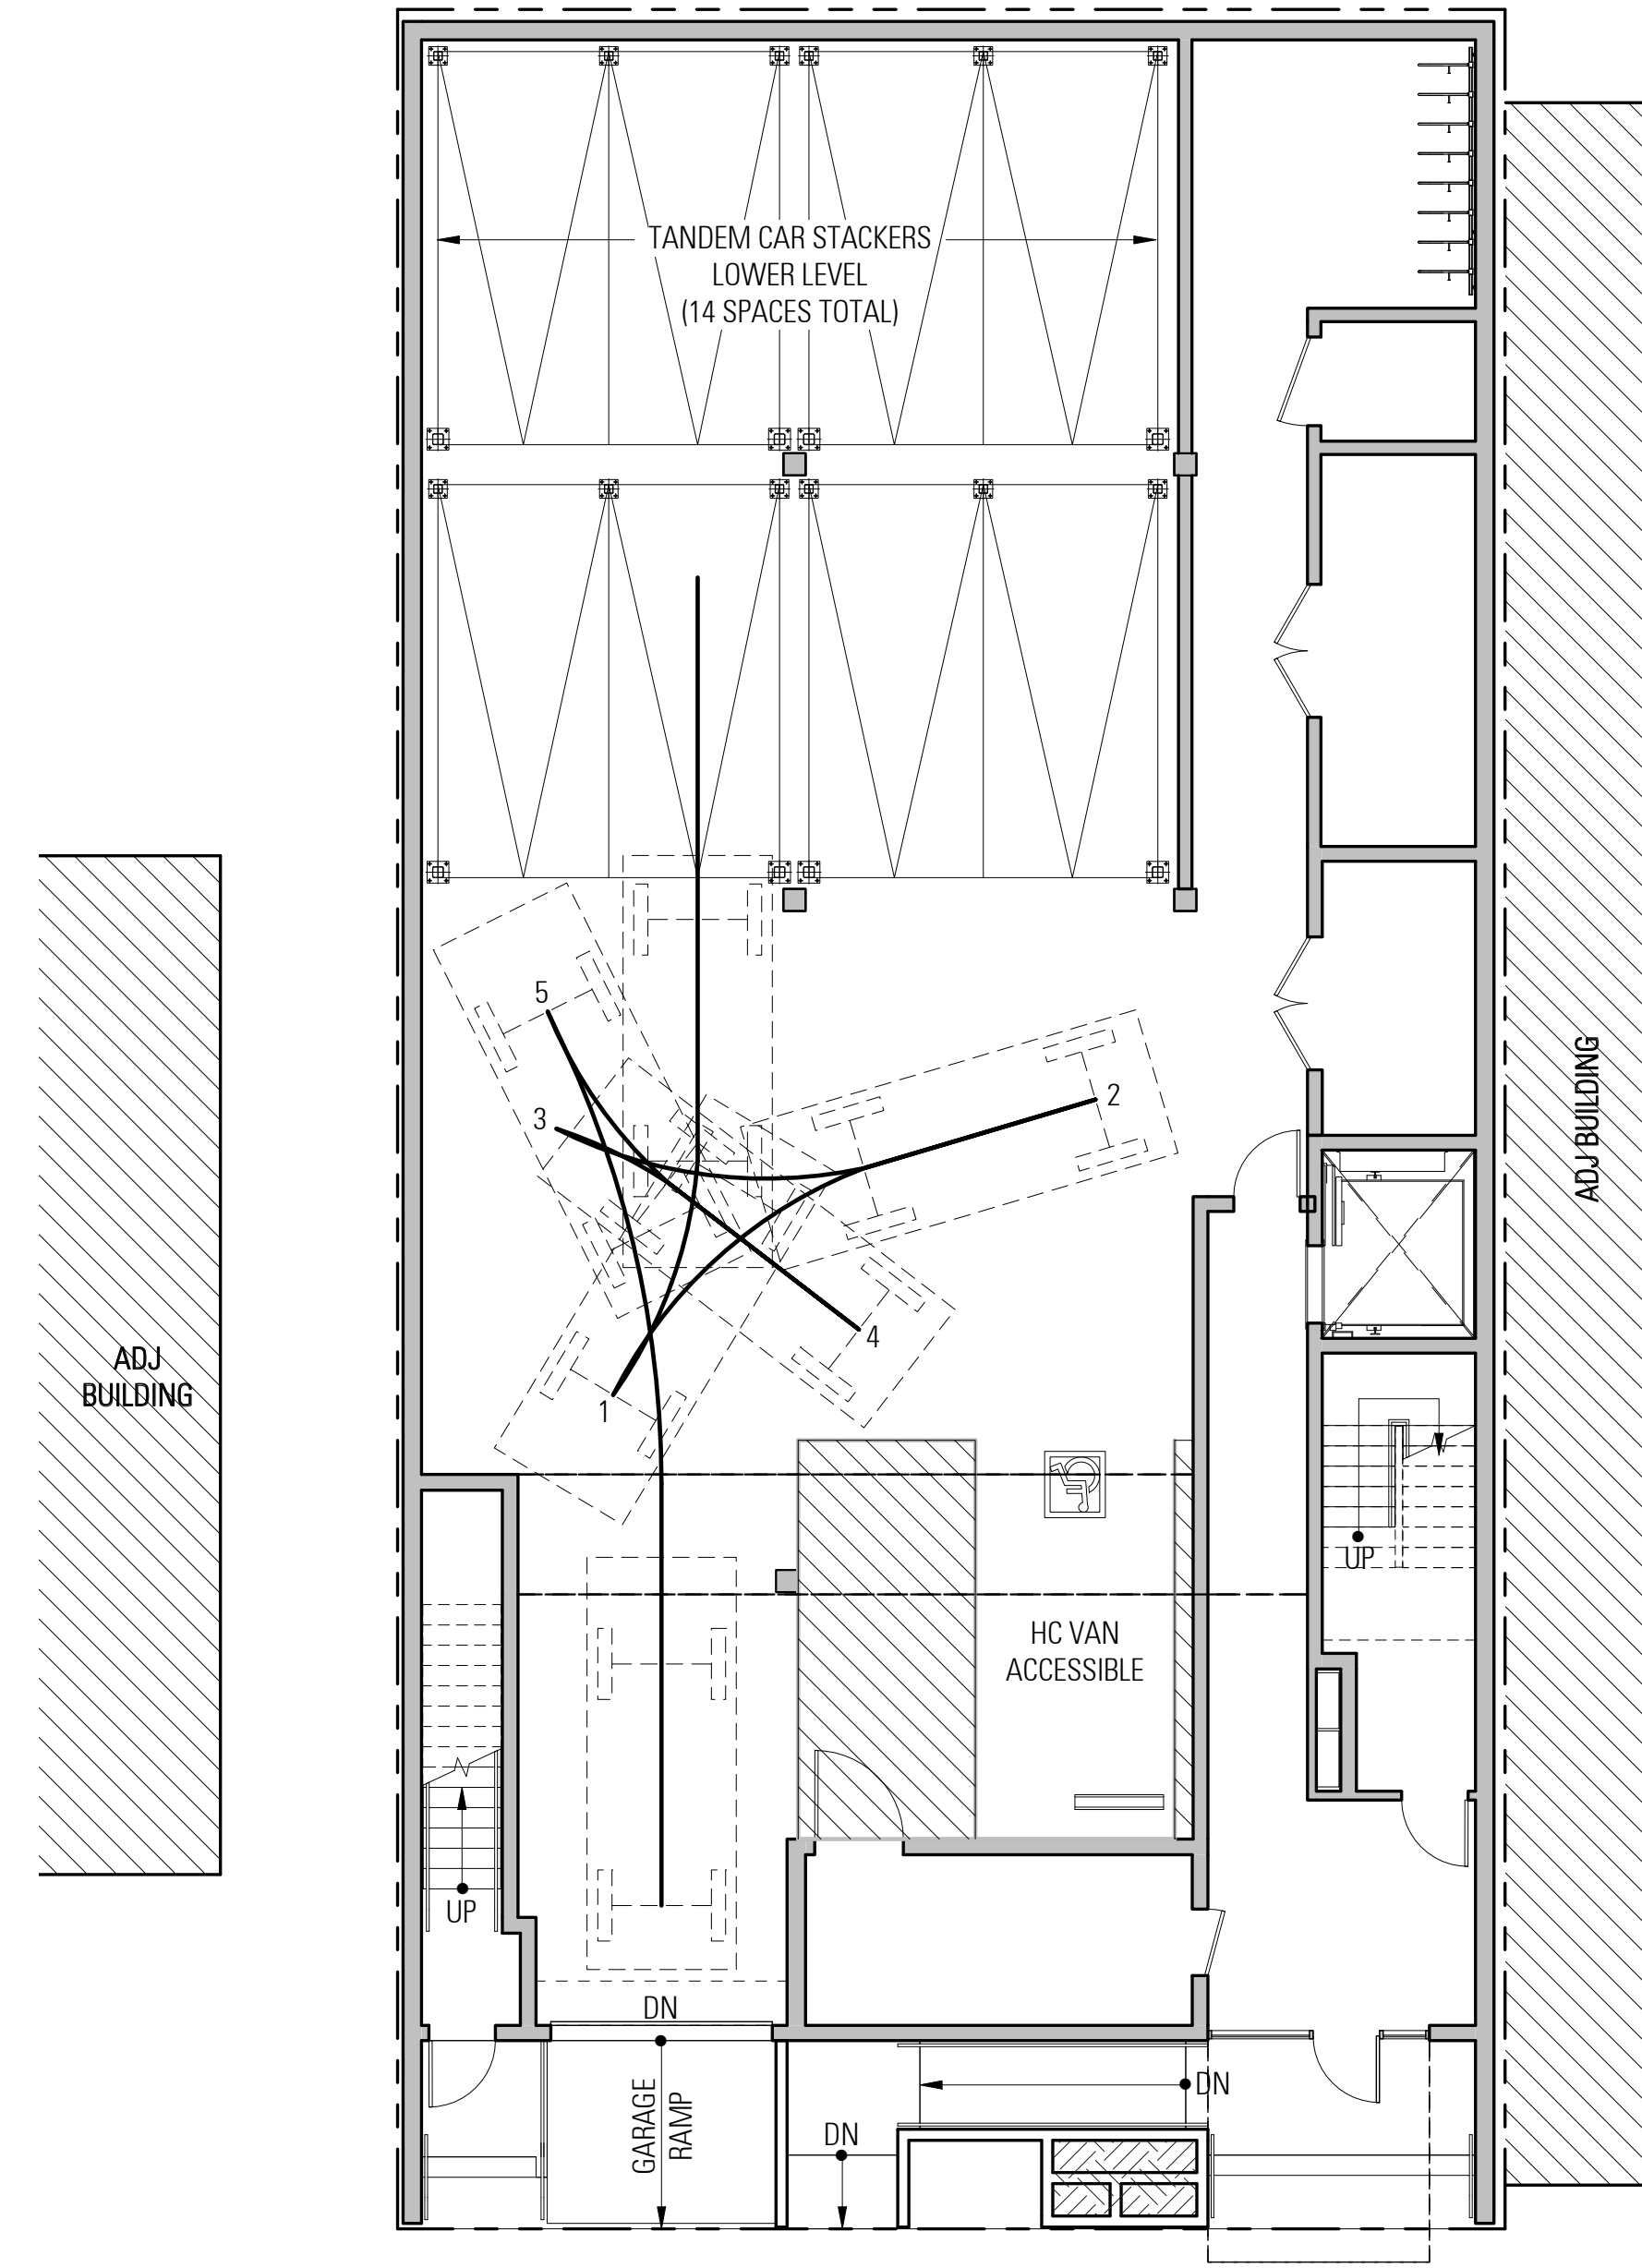 TANDEM CAR STACKERS
LOWER LEVEL
(14 SPACES TOTAL)
5
3
2
4
1
ADJ BUILDING
ADJ
BUILDING
UP
HC VAN
ACCESSIBLE
UP
DN
GARAGE
RAMP
DN
DN